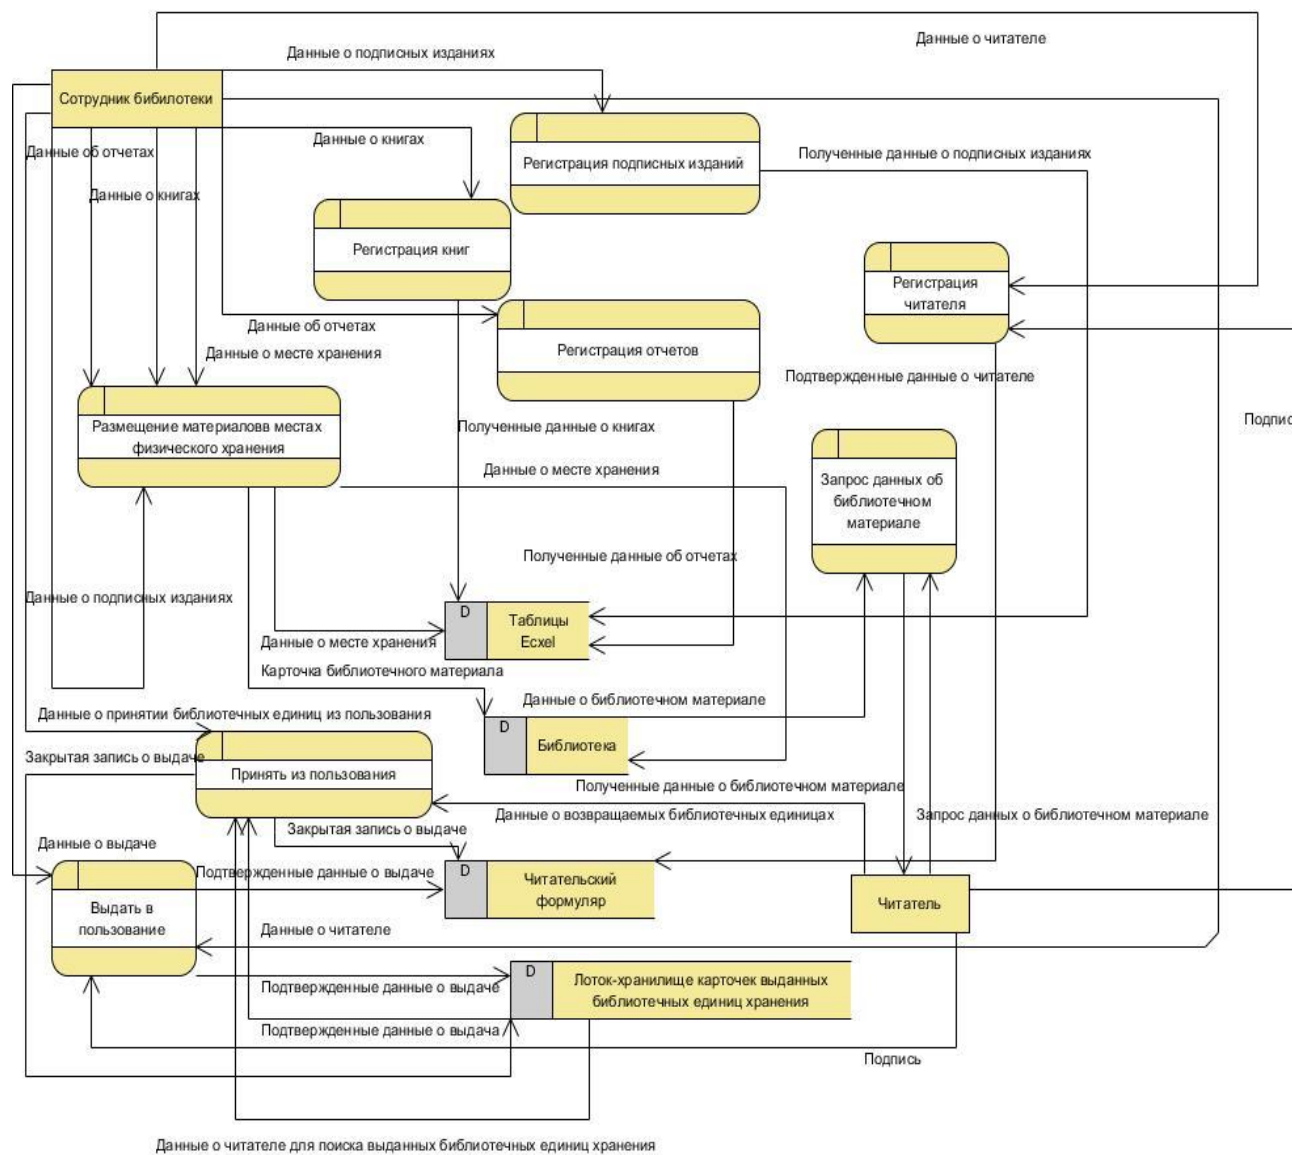 Данные о читателе
Данные о подписных изданиях
Сотрудник бибилотеки
Данные о книгах
Данные об отчетах
Регистрация подписных изданий
Полученные данные о подписных изданиях
Данные о книгах
Регистрация книг
Регистрация
читателя
Данные об отчетах
Данные о месте хранения
Регистрация отчетов
Подтвержденные данные о читателе
Подпис
Размещение материаловв местах
физического хранения
Полученные данные о книгах
Данные о месте хранения
Запрос данных об
библиотечном
материале
Полученные данные об отчетах
Данные о подписных изданиях
D
Таблицы
Ecxel
Данные о месте хранения
Карточка библиотечного материала
Данные о библиотечном материале
Данные о принятии библиотечных единиц из пользования
D
Библиотека
Закрытая запись о выдаче
Принять из пользования
Полученные данные о библиотечном материале
Данные о возвращаемых библиотечных единицах
Запрос данных о библиотечном материале
Закрытая запись о выдаче
Данные о выдаче
Подтвержденные данные о выдаче
D
Читательский
формуляр
Читатель
Выдать в
пользование
Данные о читателе
D
Лоток-хранилище карточек выданных
библиотечных единиц хранения
Подтвержденные данные о выдаче
Подтвержденные данные о выдача
Подпись
Данные о читателе для поиска выданных библиотечных единиц хранения